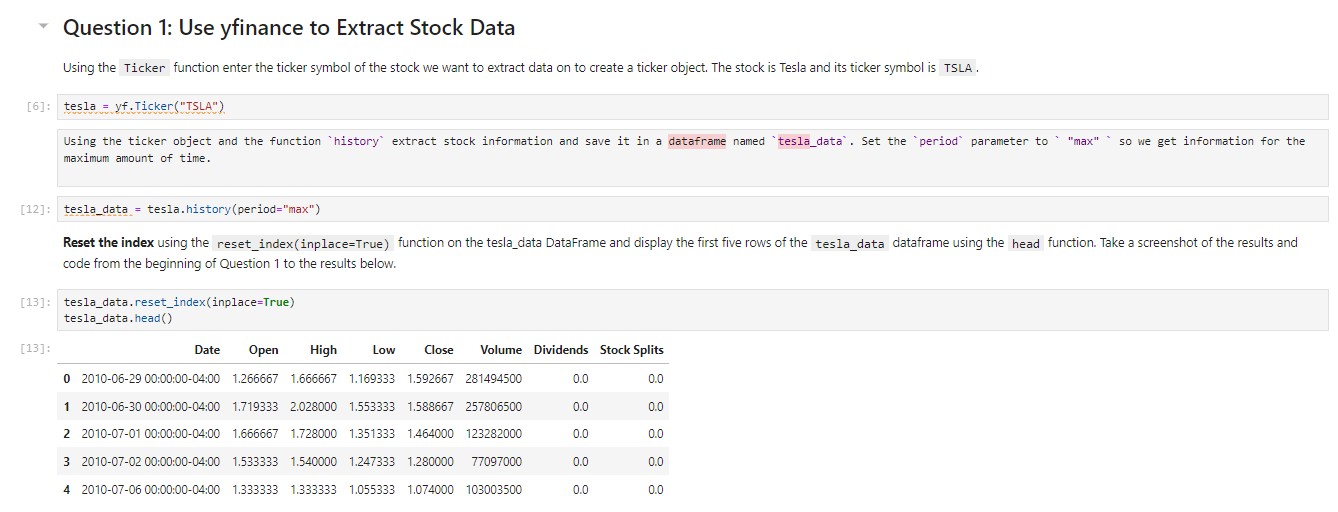 Question 1: Use yfinance to Extract Stock Data
Using the Ticker function enter the ticker symbol of the stock we want to extract data on to create a ticker object. The stock is Tesla and its ticker symbol is TSLA.
[6]: tesla = yf.Ticker("TSLA")
Using the ticker object and the function `history` extract stock information and save it in a dataframe named `tesla_data`. Set the `period` parameter to ` "max" ` so we get information for the
maximum amount of time.
[12]: tesla_data = tesla.history(period="max")
Reset the index using the reset_index(inplace=True) function on the tesla_data DataFrame and display the first five rows of the tesla_data dataframe using the head function. Take a screenshot of the results and
code from the beginning of Question 1 to the results below.
[13]: tesla_data.reset_index(inplace=True)
tesla_data.head()
[13]: Date Open High Low Close Volume Dividends Stock Splits
0 2010-06-29 00:00:00-04:00 1.266667 1.666667 1.169333 1.592667 281494500 0.0 0.0
1 2010-06-30 00:00:00-04:00 1.719333 2.028000 1.553333 1.588667 257806500 0.0 0.0
2 2010-07-01 00:00:00-04:00 1.666667 1.728000 1.351333 1.464000 123282000 0.0 0.0
3 2010-07-02 00:00:00-04:00 1.533333 1.540000 1.247333 1.280000 77097000 0.0 0.0
4 2010-07-06 00:00:00-04:00 1.333333 1.333333 1.055333 1.074000 103003500 0.0 0.0